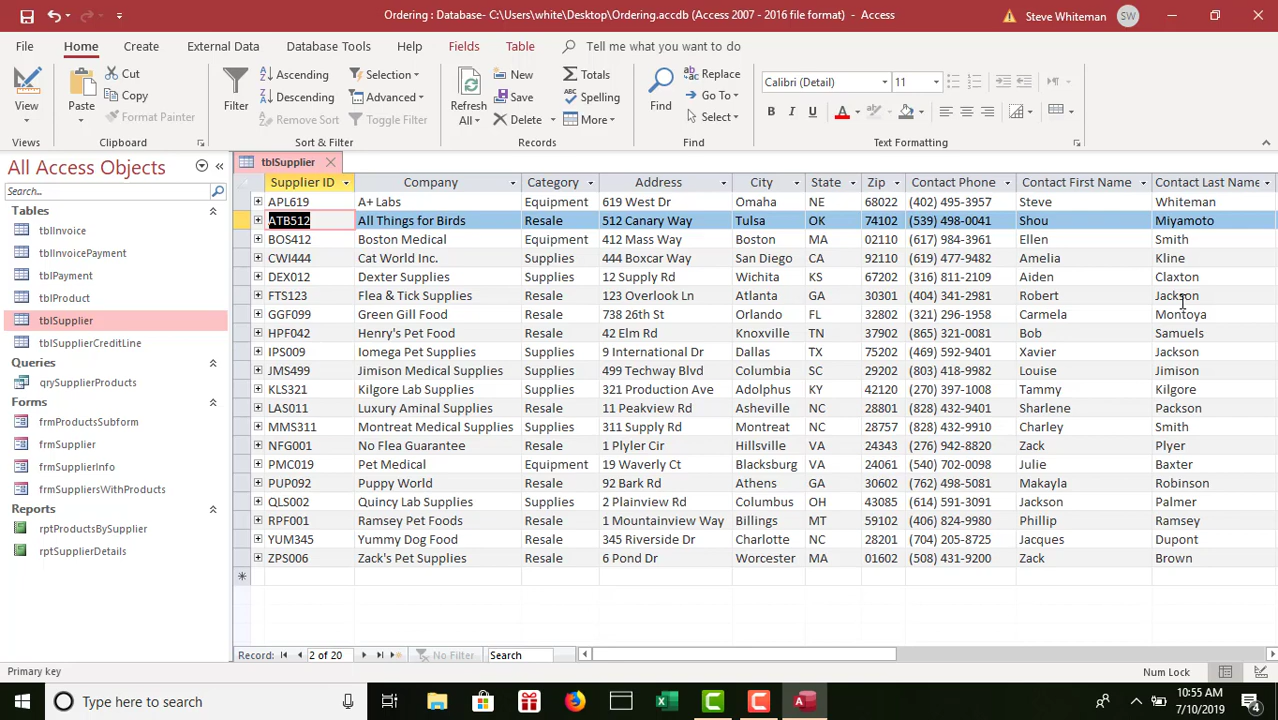 Ordering : Database- C:\Users\white\Desktop\Ordering.accdb (Access 2007 - 2016 file format) - Access
Steve Whiteman SW
File Home Create External Data Database Tools Help Fields Table Tell me what you want to do
View
Views
Paste
Cut
Copy
Format Painter
Clipboard
Filter
Ascending
Descending
Remove Sort
Selection
Advanced
Toggle Filter
Sort & Filter
Refresh All
New
Save
Delete
Totals
Spelling
More
Records
Find
Replace
Go To
Select
Find
Calibri (Detail) 11
B I U A
Text Formatting
All Access Objects
Search...
Tables
tblInvoice
tblInvoicePayment
tblPayment
tblProduct
tblSupplier
tblSupplierCreditLine
Queries
qrySupplierProducts
Forms
frmProductsSubform
frmSupplier
frmSupplierInfo
frmSuppliersWithProducts
Reports
rptProductsBySupplier
rptSupplierDetails
tblSupplier
Supplier ID Company Category Address City State Zip Contact Phone Contact First Name Contact Last Name
APL619 A+ Labs Equipment 619 West Dr Omaha NE 68022 (402) 495-3957 Steve Whiteman
ATB512 All Things for Birds Resale 512 Canary Way Tulsa OK 74102 (539) 498-0041 Shou Miyamoto
BOS412 Boston Medical Equipment 412 Mass Way Boston MA 02110 (617) 984-3961 Ellen Smith
CWI444 Cat World Inc. Resale 444 Boxcar Way San Diego CA 92110 (619) 477-9482 Amelia Kline
DEX012 Dexter Supplies Supplies 12 Supply Rd Wichita KS 67202 (316) 811-2109 Aiden Claxton
FTS123 Flea & Tick Supplies Resale 123 Overlook Ln Atlanta GA 30301 (404) 341-2981 Robert Jackson
GGF099 Green Gill Food Resale 738 26th St Orlando FL 32802 (321) 296-1958 Carmela Montoya
HPF042 Henry's Pet Food Resale 42 Elm Rd Knoxville TN 37902 (865) 321-0081 Bob Samuels
IPS009 Iomega Pet Supplies Supplies 9 International Dr Dallas TX 75202 (469) 592-9401 Xavier Jackson
JMS499 Jimison Medical Supplies Supplies 499 Techway Blvd Columbia SC 29202 (803) 418-9982 Louise Jimison
KLS321 Kilgore Lab Supplies Supplies 321 Production Ave Adolphus KY 42120 (270) 397-1008 Tammy Kilgore
LAS011 Luxury Aminal Supplies Resale 11 Peakview Rd Asheville NC 28801 (828) 432-9401 Sharlene Packson
MMS311 Montreat Medical Supplies Supplies 311 Supply Rd Montreat NC 28757 (828) 432-9910 Charley Smith
NFG001 No Flea Guarantee Resale 1 Plyler Cir Hillsville VA 24343 (276) 942-8820 Zack Plyer
PMC019 Pet Medical Equipment 19 Waverly Ct Blacksburg VA 24061 (540) 702-0098 Julie Baxter
PUP092 Puppy World Resale 92 Bark Rd Athens GA 30601 (762) 498-5081 Makayla Robinson
QLS002 Quincy Lab Supplies Supplies 2 Plainview Rd Columbus OH 43085 (614) 591-3091 Jackson Palmer
RPF001 Ramsey Pet Foods Resale 1 Mountainview Way Billings MT 59102 (406) 824-9980 Phillip Ramsey
YUM345 Yummy Dog Food Resale 345 Riverside Dr Charlotte NC 28201 (704) 205-8725 Jacques Dupont
ZPS006 Zack's Pet Supplies Resale 6 Pond Dr Worcester MA 01602 (508) 431-9200 Zack Brown
Record: 2 of 20 No Filter Search
Primary key Num Lock
Type here to search
10:55 AM
7/10/2019
4